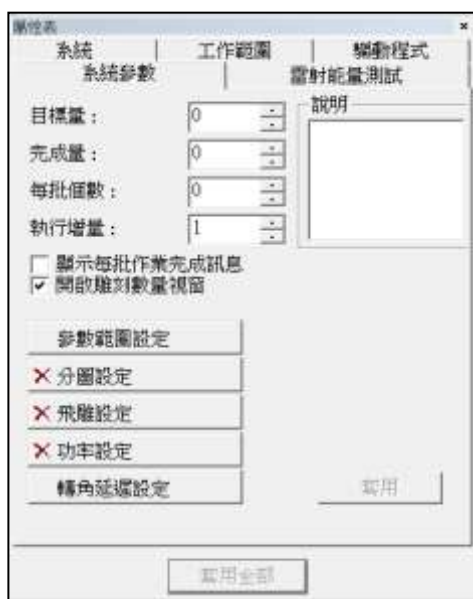 屬性表
系統 工作範圍 驅動程式
系統參數 雷射能量測試
目標量： 0
說明
完成量： 0
每批個數： 0
執行增量： 1
顯示每批作業完成訊息
開啟雕刻數量視窗
參數範圍設定
分圖設定
飛雕設定
功率設定
轉角延遲設定
套用
套用全部